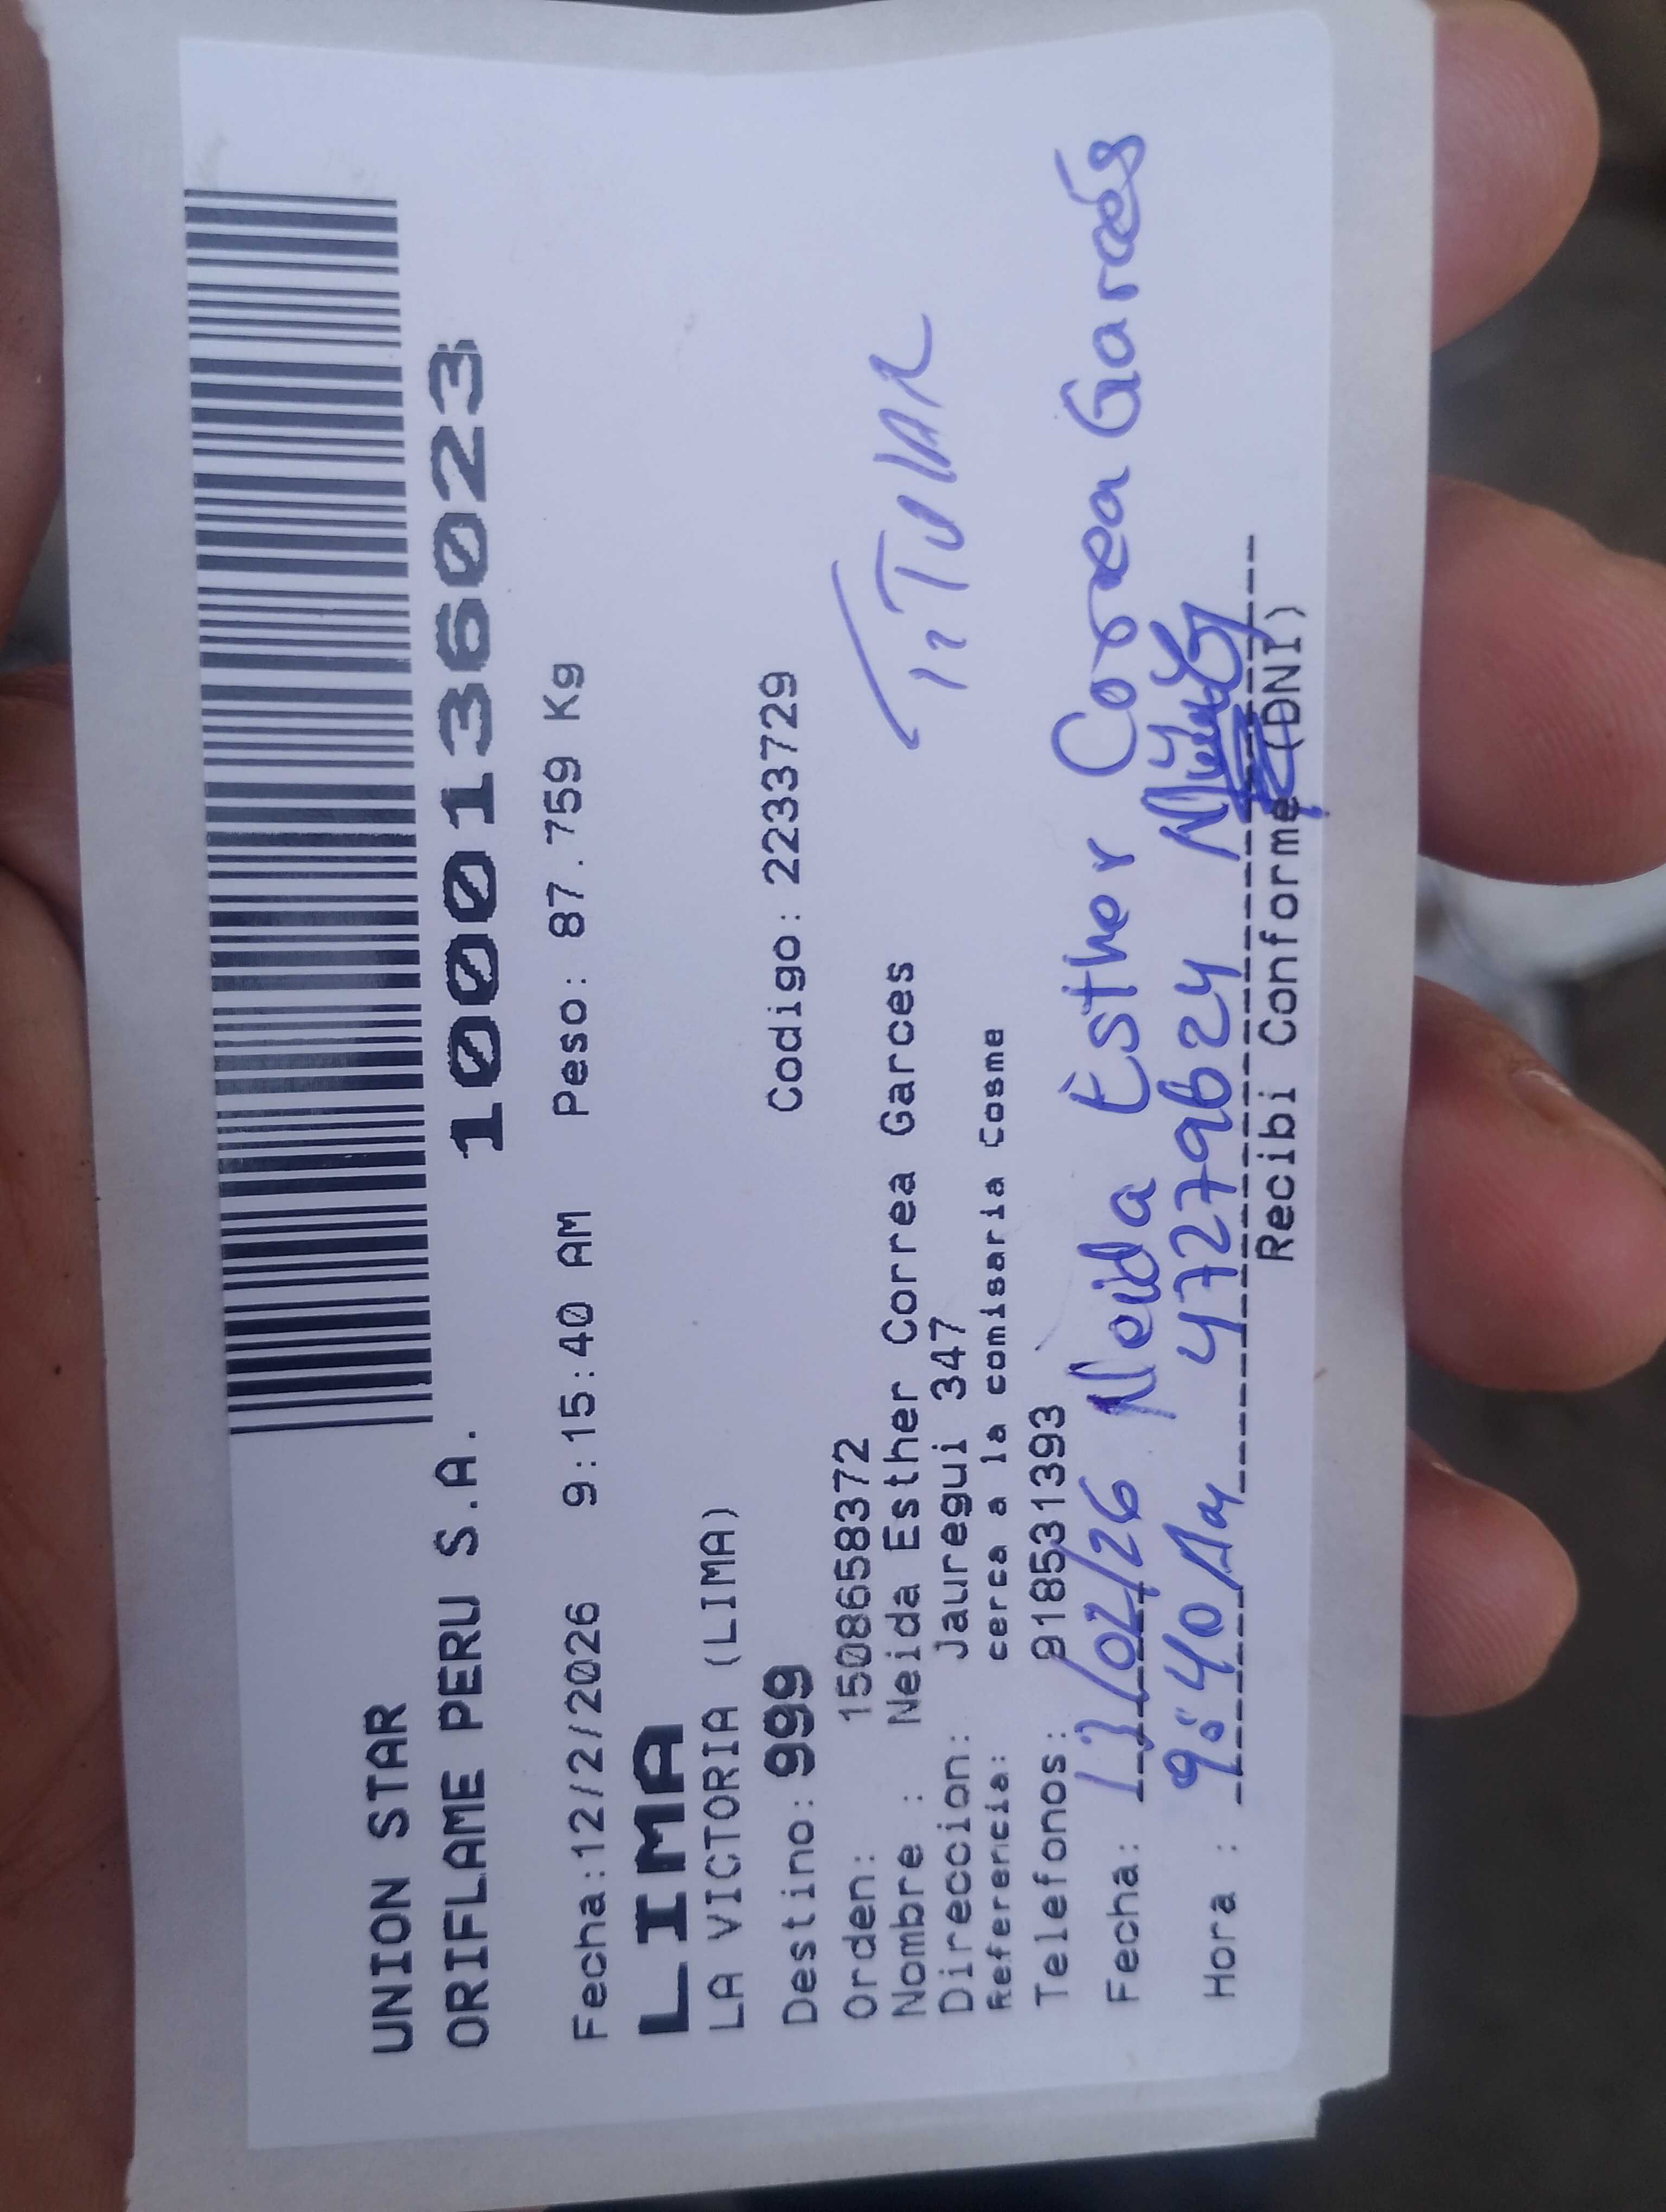 UNION STAR
ORIFLAME PERU S.A.
100136023
Fecha:12/2/2026 9:15:40 AM Peso: 87.759 Kg
LIMA
LA VICTORIA (LIMA)
Destino: 999 Codigo: 2233729
Orden: 1508658372
Nombre : Neida Esther Correa Garces
Direccion: Jauregui 347
Referencia: cerca a la comisaria Cosme
Telefonos: 918531393
TiTULAR
Fecha: 13/02/26 Neida Esther Correa Garcés
Hora : 9:40 Am 47279624
Recibi Conforme (DNI)